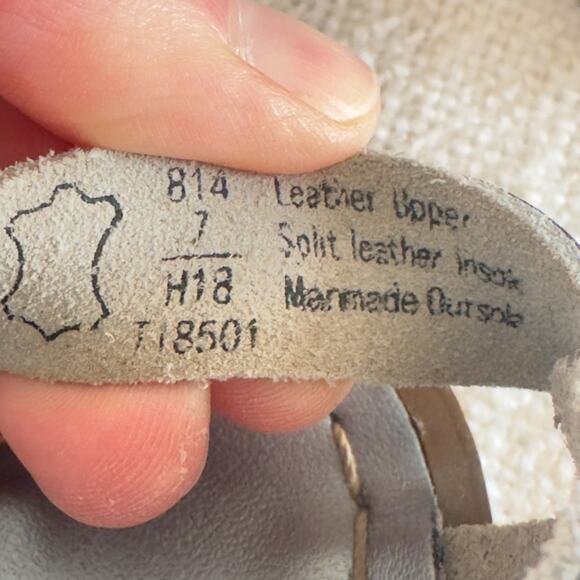 814
7
H18
T18501
Leather Upper
Split leather Insole
Manmade Outsole